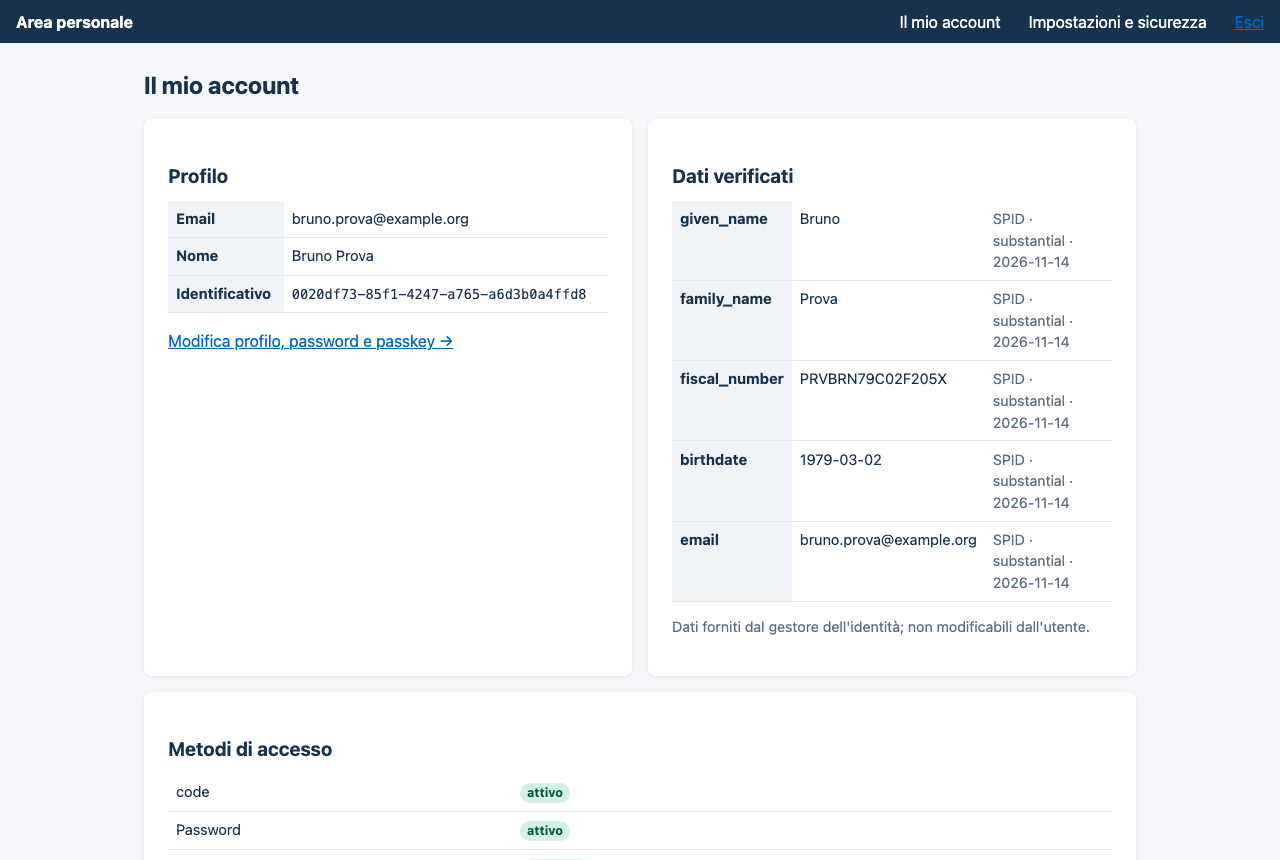 Area personale
Il mio account
Impostazioni e sicurezza
Esci
Il mio account
Profilo
Email bruno.prova@example.org
Nome Bruno Prova
Identificativo 0020df73-85f1-4247-a765-a6d3b0a4ffd8
Modifica profilo, password e passkey →
Dati verificati
given_name Bruno SPID ·
substantial ·
2026-11-14
family_name Prova SPID ·
substantial ·
2026-11-14
fiscal_number PRVBRN79C02F205X SPID ·
substantial ·
2026-11-14
birthdate 1979-03-02 SPID ·
substantial ·
2026-11-14
email bruno.prova@example.org SPID ·
substantial ·
2026-11-14
Dati forniti dal gestore dell'identità; non modificabili dall'utente.
Metodi di accesso
code attivo
Password attivo